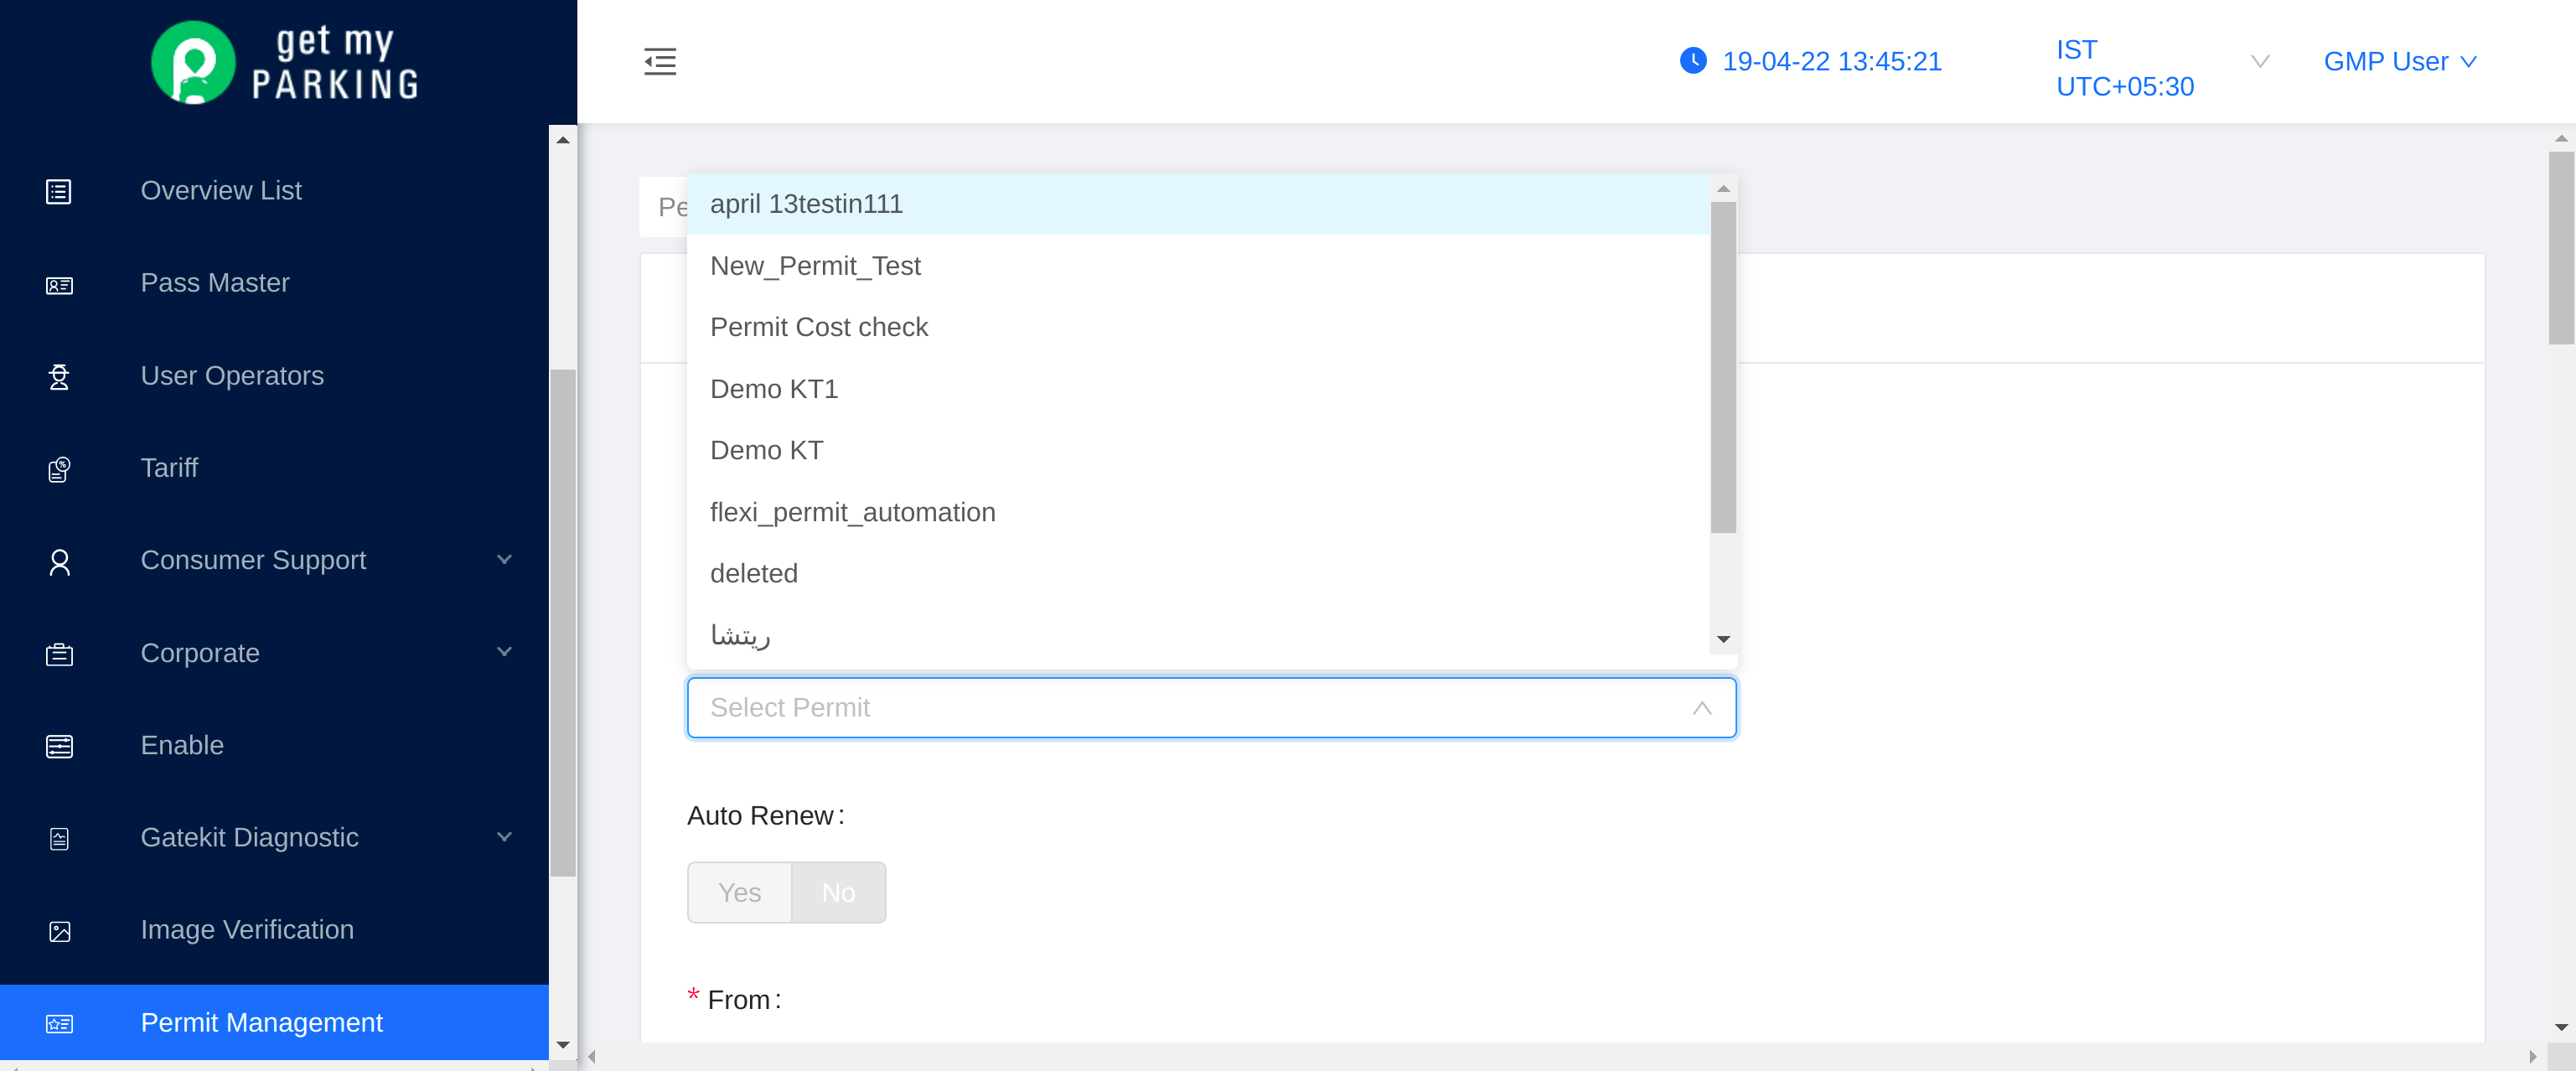 get my
PARKING
Overview List
Pass Master
User Operators
Tariff
Consumer Support
Corporate
Enable
Gatekit Diagnostic
Image Verification
Permit Management
19-04-22 13:45:21
IST
UTC+05:30
GMP User
Pe
april 13testin111
New_Permit_Test
Permit Cost check
Demo KT1
Demo KT
flexi_permit_automation
deleted
ريتشا
Select Permit
Auto Renew :
Yes
No
* From :